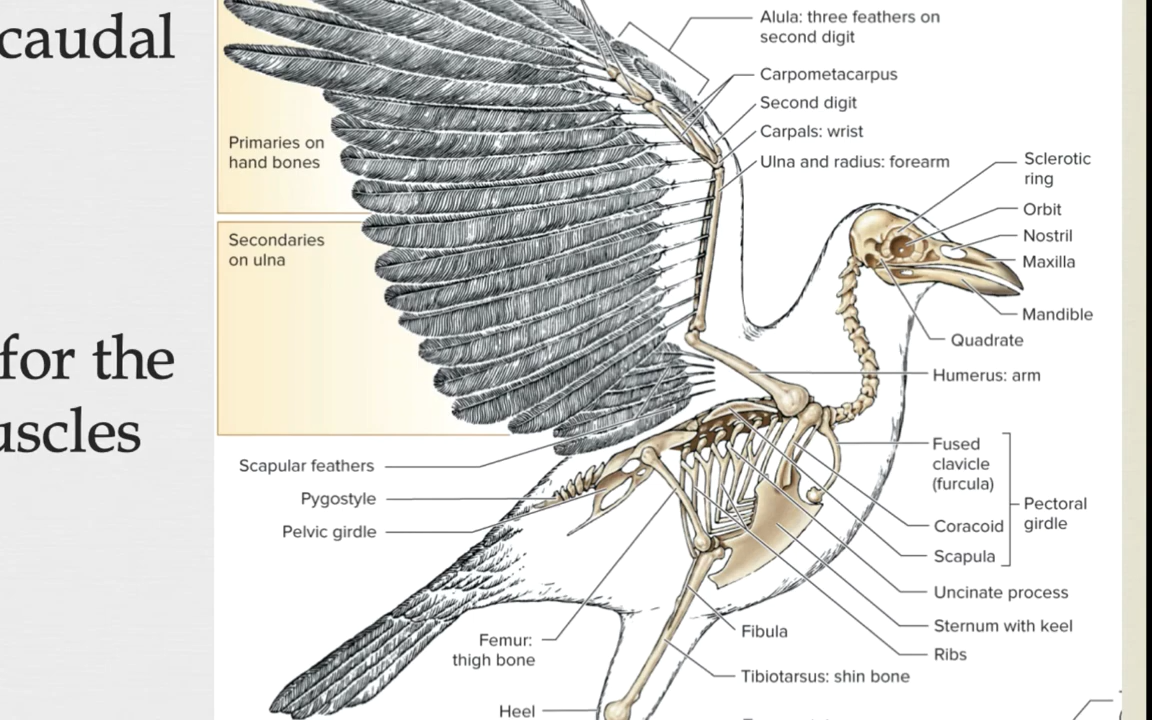 caudal
for the
uscles
Alula: three feathers on
second digit
Carpometacarpus
Second digit
Carpals: wrist
Ulna and radius: forearm
Primaries on
hand bones
Secondaries
on ulna
Sclerotic
ring
Orbit
Nostril
Maxilla
Mandible
Quadrate
Humerus: arm
Scapular feathers
Pygostyle
Pelvic girdle
Fused
clavicle
(furcula)
Pectoral
girdle
Coracoid
Scapula
Uncinate process
Sternum with keel
Ribs
Femur:
thigh bone
Fibula
Tibiotarsus: shin bone
Heel